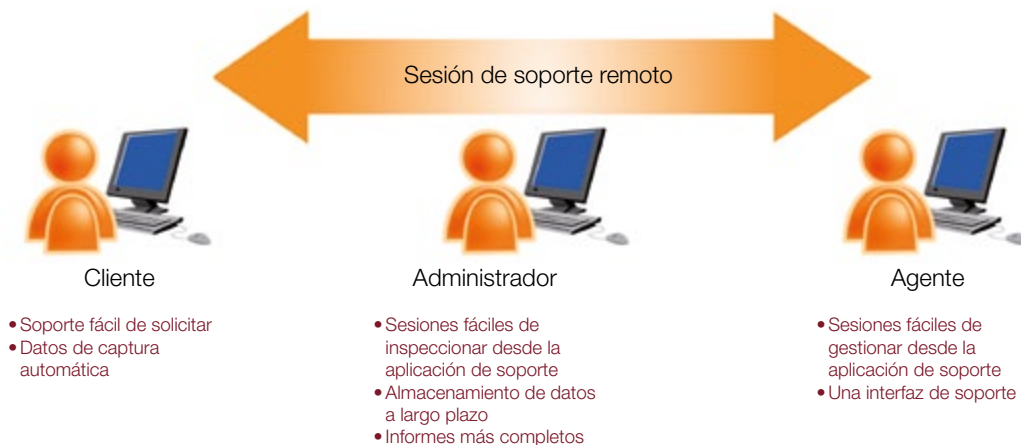 Sesión de soporte remoto
Cliente
• Soporte fácil de solicitar
• Datos de captura
automática
Administrador
• Sesiones fáciles de
inspeccionar desde la
aplicación de soporte
• Almacenamiento de datos
a largo plazo
• Informes más completos
Agente
• Sesiones fáciles de
gestionar desde la
aplicación de soporte
• Una interfaz de soporte